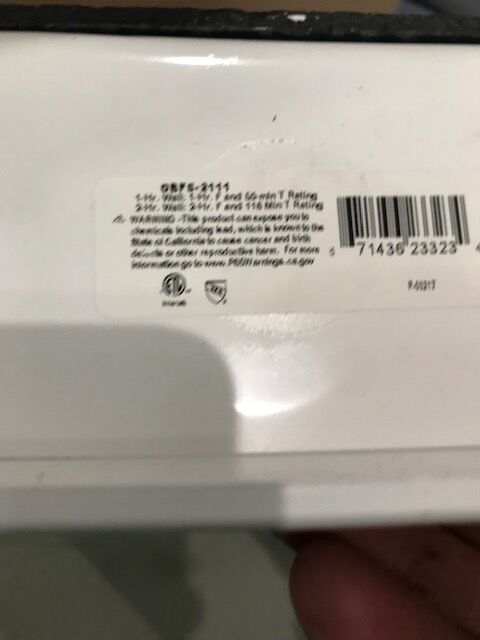 OBFS-2111
1-Hr. Wall: 1-Hr. F and 50-min T Rating
2-Hr. Wall: 2-Hr. F and 116 Min T Rating
WARNING -This product can expose you to
chemicals including lead, which is known to the
State of California to cause cancer and birth
defects or other reproductive harm. For more
information go to www.P65Warnings.ca.gov
ETL
71436 23323 4